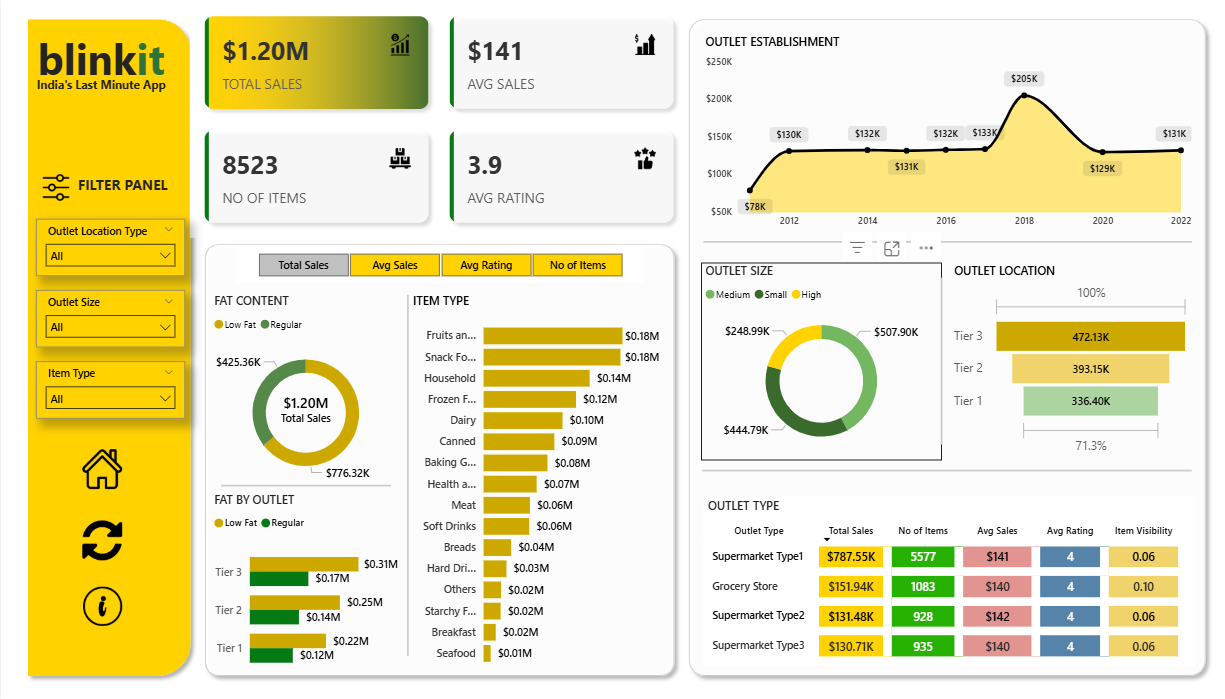 blinkit
India's Last Minute App
FILTER PANEL
Outlet Location Type
All
Outlet Size
All
Item Type
All
i
$1.20M
TOTAL SALES
$141
AVG SALES
8523
NO OF ITEMS
3.9
AVG RATING
Total Sales Avg Sales Avg Rating No of Items
FAT CONTENT
Low Fat Regular
$425.36K
$1.20M
Total Sales
$776.32K
FAT BY OUTLET
Low Fat Regular
Tier 3 $0.31M
$0.17M
Tier 2 $0.25M
$0.14M
Tier 1 $0.22M
$0.12M
ITEM TYPE
Fruits an... $0.18M
Snack Fo... $0.18M
Household $0.14M
Frozen F... $0.12M
Dairy $0.10M
Canned $0.09M
Baking G... $0.08M
Health a... $0.07M
Meat $0.06M
Soft Drinks $0.06M
Breads $0.04M
Hard Dri... $0.03M
Others $0.02M
Starchy F... $0.02M
Breakfast $0.02M
Seafood $0.01M
OUTLET ESTABLISHMENT
$250K
$200K
$150K
$100K
$50K
$78K $130K $132K $131K $132K $133K $205K $129K $131K
2012 2014 2016 2018 2020 2022
OUTLET SIZE
Medium Small High
$248.99K $507.90K
$444.79K
OUTLET LOCATION
100%
Tier 3 472.13K
Tier 2 393.15K
Tier 1 336.40K
71.3%
OUTLET TYPE
Outlet Type Total Sales No of Items Avg Sales Avg Rating Item Visibility
Supermarket Type1 $787.55K 5577 $141 4 0.06
Grocery Store $151.94K 1083 $140 4 0.10
Supermarket Type2 $131.48K 928 $142 4 0.06
Supermarket Type3 $130.71K 935 $140 4 0.06